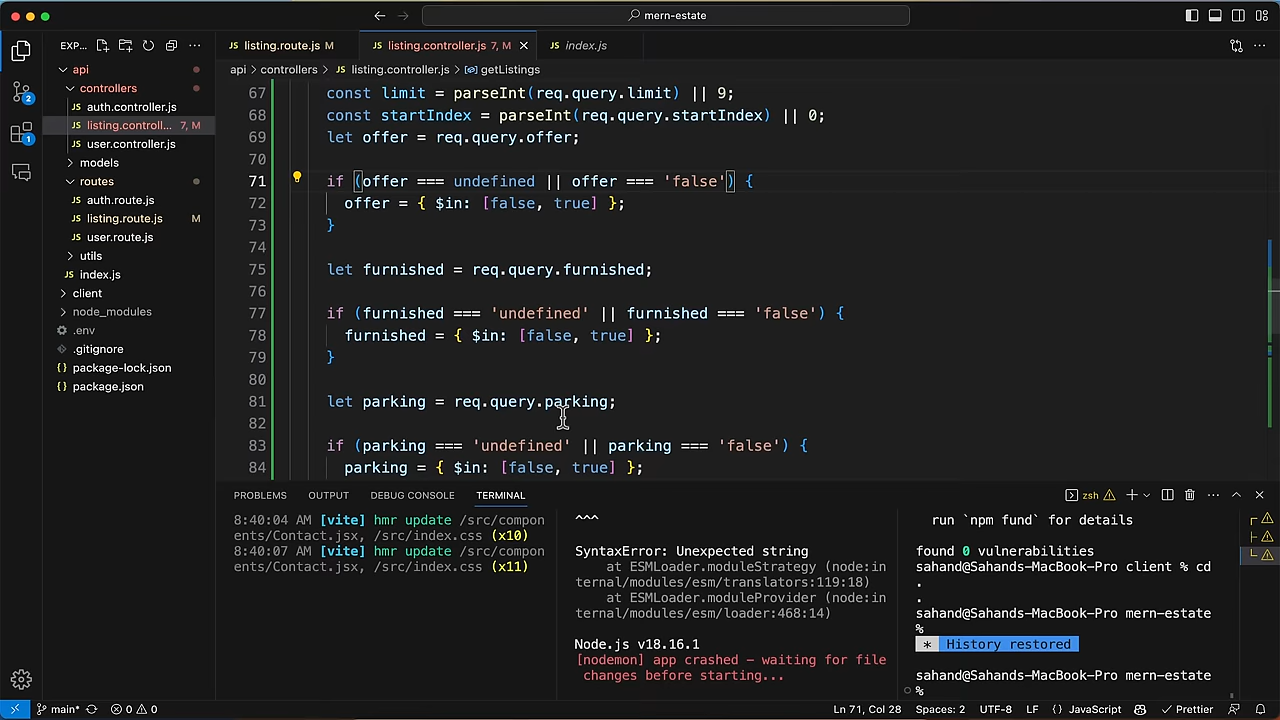 mern-estate
EXP...
listing.route.js M
listing.controller.js 7, M
index.js
api > controllers > JS listing.controller.js > getListings
api
controllers
JS auth.controller.js
JS listing.controll... 7, M
JS user.controller.js
models
routes
JS auth.route.js
JS listing.route.js M
JS user.route.js
utils
JS index.js
client
node_modules
.env
.gitignore
{} package-lock.json
{} package.json
2
1
67 const limit = parseInt(req.query.limit) || 9;
68 const startIndex = parseInt(req.query.startIndex) || 0;
69 let offer = req.query.offer;
70
71 if (offer === undefined || offer === 'false') {
72 offer = { $in: [false, true] };
73 }
74
75 let furnished = req.query.furnished;
76
77 if (furnished === 'undefined' || furnished === 'false') {
78 furnished = { $in: [false, true] };
79 }
80
81 let parking = req.query.parking;
82
83 if (parking === 'undefined' || parking === 'false') {
84 parking = { $in: [false, true] };
PROBLEMS OUTPUT DEBUG CONSOLE TERMINAL
zsh
8:40:04 AM [vite] hmr update /src/compon
ents/Contact.jsx, /src/index.css (x10)
8:40:07 AM [vite] hmr update /src/compon
ents/Contact.jsx, /src/index.css (x11)
^^^
SyntaxError: Unexpected string
at ESMLoader.moduleStrategy (node:in
ternal/modules/esm/translators:119:18)
at ESMLoader.moduleProvider (node:in
ternal/modules/esm/loader:468:14)
Node.js v18.16.1
[nodemon] app crashed - waiting for file
changes before starting...
run `npm fund` for details
found 0 vulnerabilities
sahand@Sahands-MacBook-Pro client % cd
.
.
sahand@Sahands-MacBook-Pro mern-estate
%
* History restored
sahand@Sahands-MacBook-Pro mern-estate
%
main* 0 0
Ln 71, Col 28 Spaces: 2 UTF-8 LF {} JavaScript Prettier